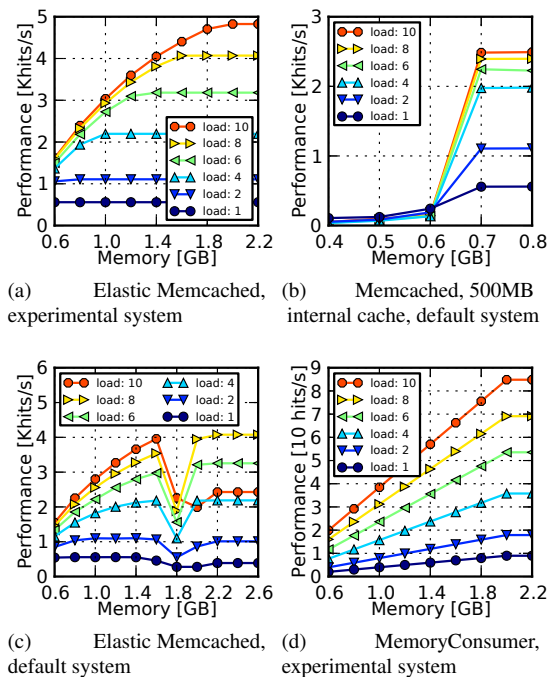 Performance [Khits/s]
5
4
3
2
1
0
load: 10
load: 8
load: 6
load: 4
load: 2
load: 1
0.6 1.0 1.4 1.8 2.2
Memory [GB]
(a) Elastic Memcached,
experimental system
Performance [Khits/s]
3
2
1
0
load: 10
load: 8
load: 6
load: 4
load: 2
load: 1
0.4 0.5 0.6 0.7 0.8
Memory [GB]
(b) Memcached, 500MB
internal cache, default system
Performance [Khits/s]
6
5
4
3
2
1
0
load: 10 load: 4
load: 8 load: 2
load: 6 load: 1
0.6 1.0 1.4 1.8 2.2 2.6
Memory [GB]
(c) Elastic Memcached,
default system
Performance [10 hits/s]
9
8
7
6
5
4
3
2
1
0
load: 10
load: 8
load: 6
load: 4
load: 2
load: 1
0.6 1.0 1.4 1.8 2.2
Memory [GB]
(d) MemoryConsumer,
experimental system